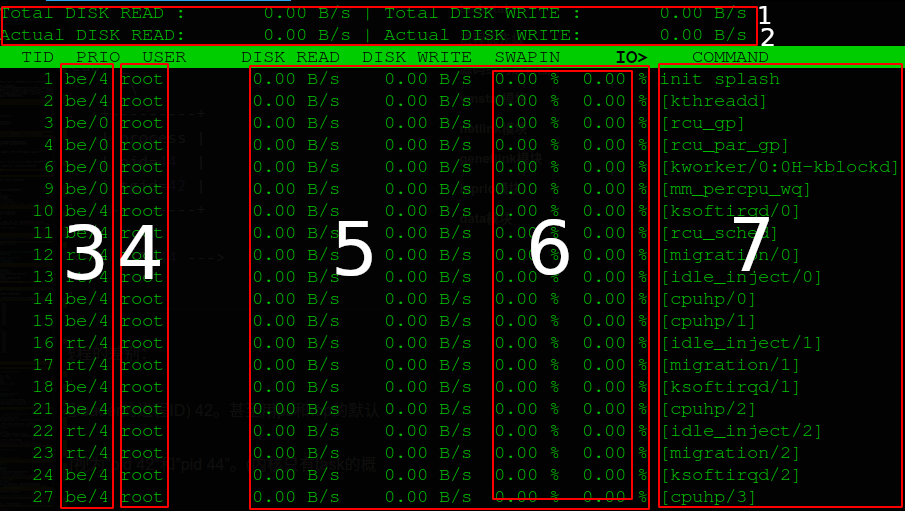 Total DISK READ : 0.00 B/s | Total DISK WRITE : 0.00 B/s 1
Actual DISK READ: 0.00 B/s | Actual DISK WRITE: 0.00 B/s 2
TID PRIO USER DISK READ DISK WRITE SWAPIN IO> COMMAND
1 be/4 root 0.00 B/s 0.00 B/s 0.00 % 0.00 % init splash
2 be/4 root 0.00 B/s 0.00 B/s 0.00 % 0.00 % [kthreadd]
3 be/0 root 0.00 B/s 0.00 B/s 0.00 % 0.00 % [rcu_gp]
4 be/0 root 0.00 B/s 0.00 B/s 0.00 % 0.00 % [rcu_par_gp]
6 be/0 root 0.00 B/s 0.00 B/s 0.00 % 0.00 % [kworker/0:0H-kblockd]
9 be/0 root 0.00 B/s 0.00 B/s 0.00 % 0.00 % [mm_percpu_wq]
10 be/4 root 0.00 B/s 0.00 B/s 0.00 % 0.00 % [ksoftirqd/0]
11 be/4 root 0.00 B/s 0.00 B/s 0.00 % 0.00 % [rcu_sched]
12 rt/4 root 0.00 B/s 0.00 B/s 0.00 % 0.00 % [migration/0]
13 rt/4 root 0.00 B/s 0.00 B/s 0.00 % 0.00 % [idle_inject/0]
3 4 5 6 7
14 be/4 root 0.00 B/s 0.00 B/s 0.00 % 0.00 % [cpuhp/0]
15 be/4 root 0.00 B/s 0.00 B/s 0.00 % 0.00 % [cpuhp/1]
16 rt/4 root 0.00 B/s 0.00 B/s 0.00 % 0.00 % [idle_inject/1]
17 rt/4 root 0.00 B/s 0.00 B/s 0.00 % 0.00 % [migration/1]
18 be/4 root 0.00 B/s 0.00 B/s 0.00 % 0.00 % [ksoftirqd/1]
21 be/4 root 0.00 B/s 0.00 B/s 0.00 % 0.00 % [cpuhp/2]
22 rt/4 root 0.00 B/s 0.00 B/s 0.00 % 0.00 % [idle_inject/2]
23 rt/4 root 0.00 B/s 0.00 B/s 0.00 % 0.00 % [migration/2]
24 be/4 root 0.00 B/s 0.00 B/s 0.00 % 0.00 % [ksoftirqd/2]
27 be/4 root 0.00 B/s 0.00 B/s 0.00 % 0.00 % [cpuhp/3]